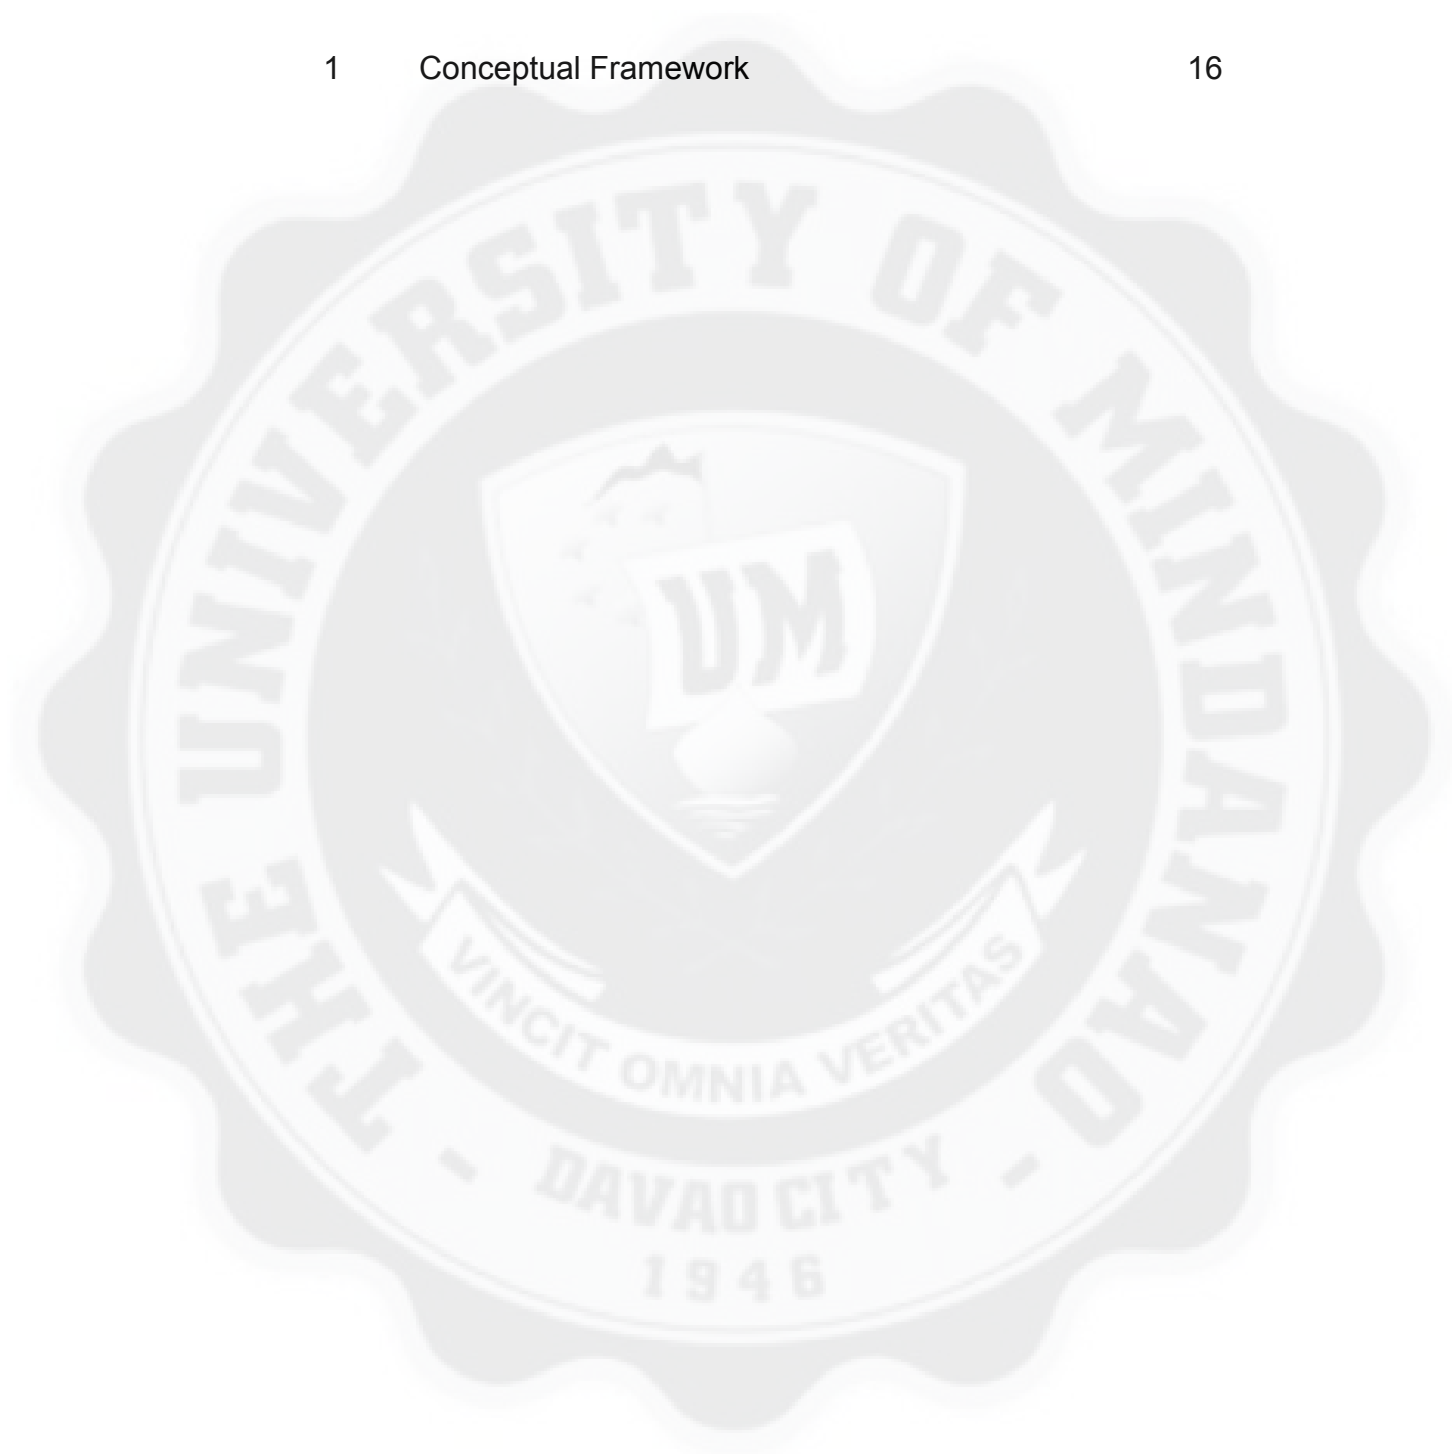 1 Conceptual Framework 16
THE UNIVERSITY OF MINDANAO
UM
VINCIT OMNIA VERITAS
- DAVAO CITY -
1946